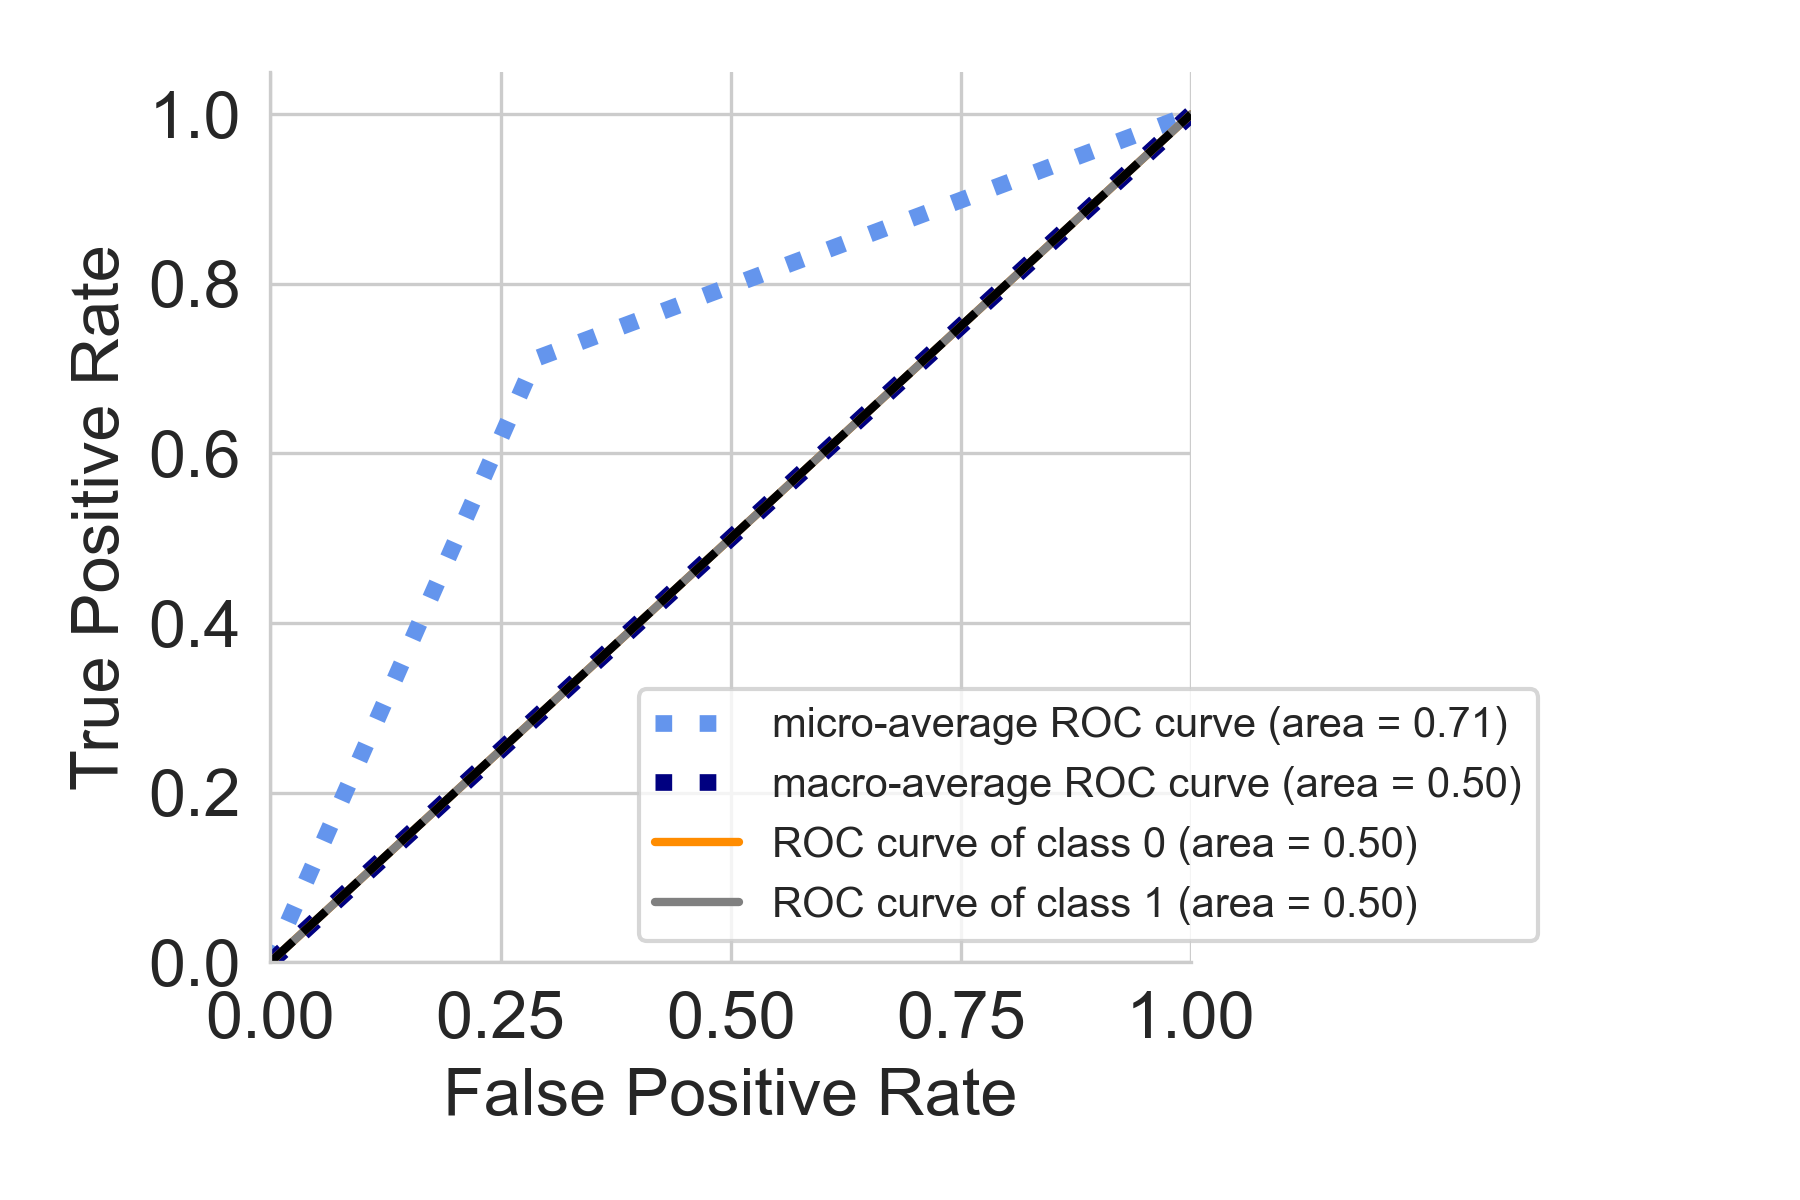 True Positive Rate
1.0
0.8
0.6
0.4
0.2
0.0
0.00 0.25 0.50 0.75 1.00
False Positive Rate
micro-average ROC curve (area = 0.71)
macro-average ROC curve (area = 0.50)
ROC curve of class 0 (area = 0.50)
ROC curve of class 1 (area = 0.50)